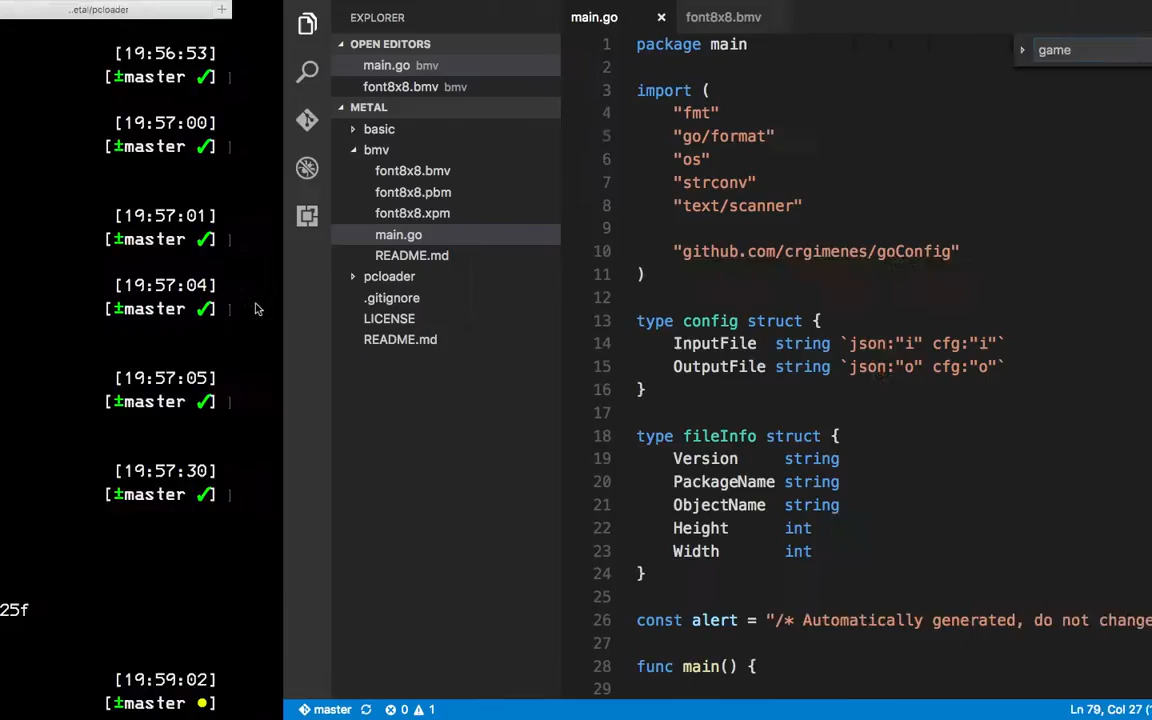 ..etal/pcloader
+
[19:56:53]
[±master ✓]
[19:57:00]
[±master ✓]
[19:57:01]
[±master ✓]
[19:57:04]
[±master ✓]
[19:57:05]
[±master ✓]
[19:57:30]
[±master ✓]
25f
[19:59:02]
[±master ●]
EXPLORER
OPEN EDITORS
main.go bmv
font8x8.bmv bmv
METAL
basic
bmv
font8x8.bmv
font8x8.pbm
font8x8.xpm
main.go
README.md
pcloader
.gitignore
LICENSE
README.md
main.go × font8x8.bmv
game
1 package main
2
3 import (
4 "fmt"
5 "go/format"
6 "os"
7 "strconv"
8 "text/scanner"
9
10 "github.com/crgimenes/goConfig"
11 )
12
13 type config struct {
14 InputFile string `json:"i" cfg:"i"`
15 OutputFile string `json:"o" cfg:"o"`
16 }
17
18 type fileInfo struct {
19 Version string
20 PackageName string
21 ObjectName string
22 Height int
23 Width int
24 }
25
26 const alert = "/* Automatically generated, do not change
27
28 func main() {
29
master 0 1 Ln 79, Col 27 (1